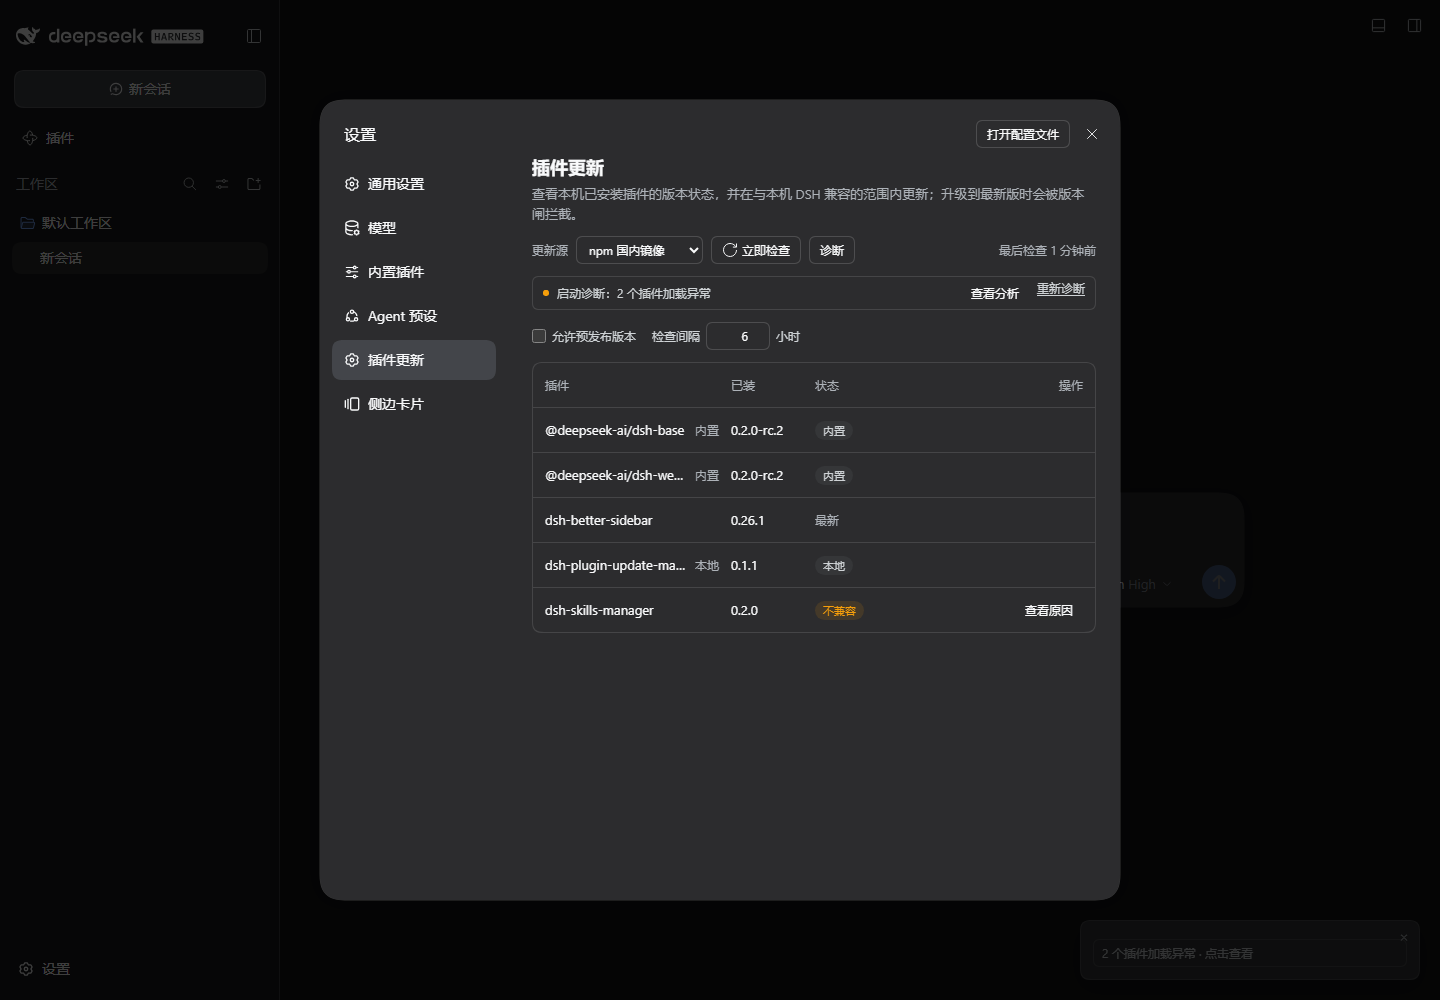 deepseek HARNESS
新会话
插件
工作区
默认工作区
新会话
设置
设置
打开配置文件
通用设置
模型
内置插件
Agent 预设
插件更新
侧边卡片
插件更新
查看本机已安装插件的版本状态，并在与本机 DSH 兼容的范围内更新；升级到最新版时会被版本
闸拦截。
更新源 npm 国内镜像 立即检查 诊断 最后检查 1 分钟前
启动诊断：2 个插件加载异常 查看分析 重新诊断
允许预发布版本 检查间隔 6 小时
插件 已装 状态 操作
@deepseek-ai/dsh-base 内置 0.2.0-rc.2 内置
@deepseek-ai/dsh-we... 内置 0.2.0-rc.2 内置
dsh-better-sidebar 0.26.1 最新
dsh-plugin-update-ma... 本地 0.1.1 本地
dsh-skills-manager 0.2.0 不兼容 查看原因
High
2 个插件加载异常 · 点击查看